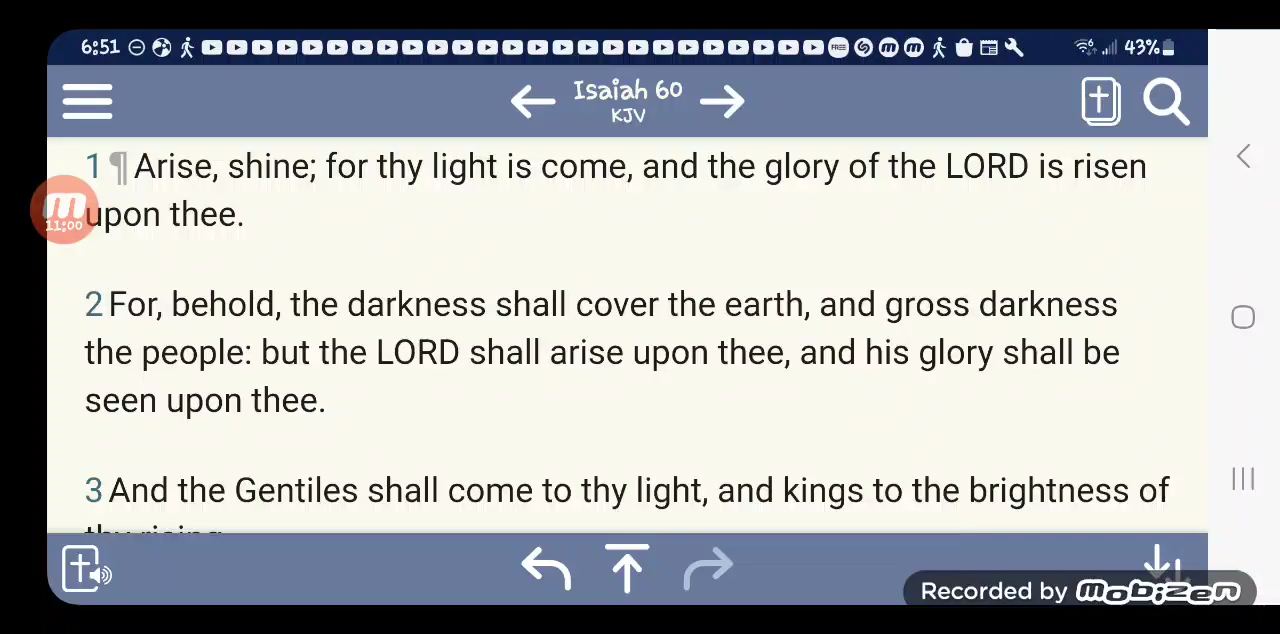 6:51 FREE 43%
Isaiah 60
KJV
1 ¶ Arise, shine; for thy light is come, and the glory of the LORD is risen
11:00
upon thee.
2 For, behold, the darkness shall cover the earth, and gross darkness
the people: but the LORD shall arise upon thee, and his glory shall be
seen upon thee.
3 And the Gentiles shall come to thy light, and kings to the brightness of
thy rising
Recorded by mobizen